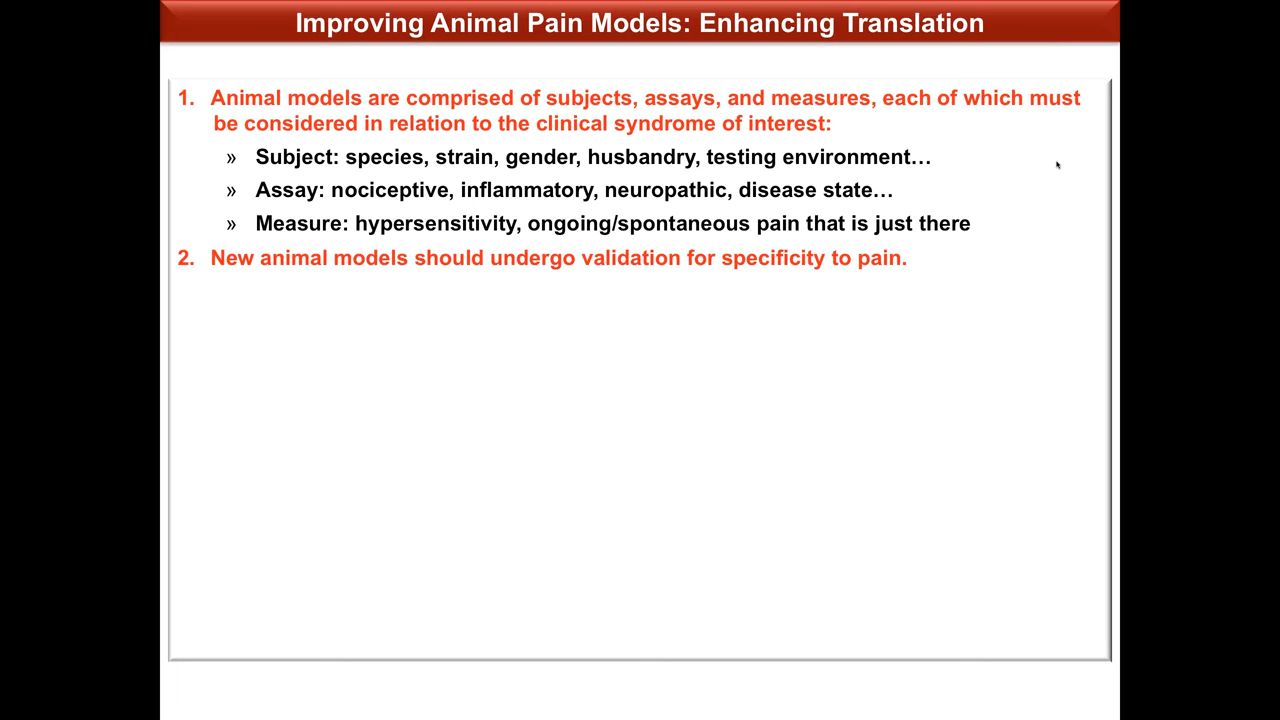 Improving Animal Pain Models: Enhancing Translation
1. Animal models are comprised of subjects, assays, and measures, each of which must
be considered in relation to the clinical syndrome of interest:
» Subject: species, strain, gender, husbandry, testing environment…
» Assay: nociceptive, inflammatory, neuropathic, disease state…
» Measure: hypersensitivity, ongoing/spontaneous pain that is just there
2. New animal models should undergo validation for specificity to pain.